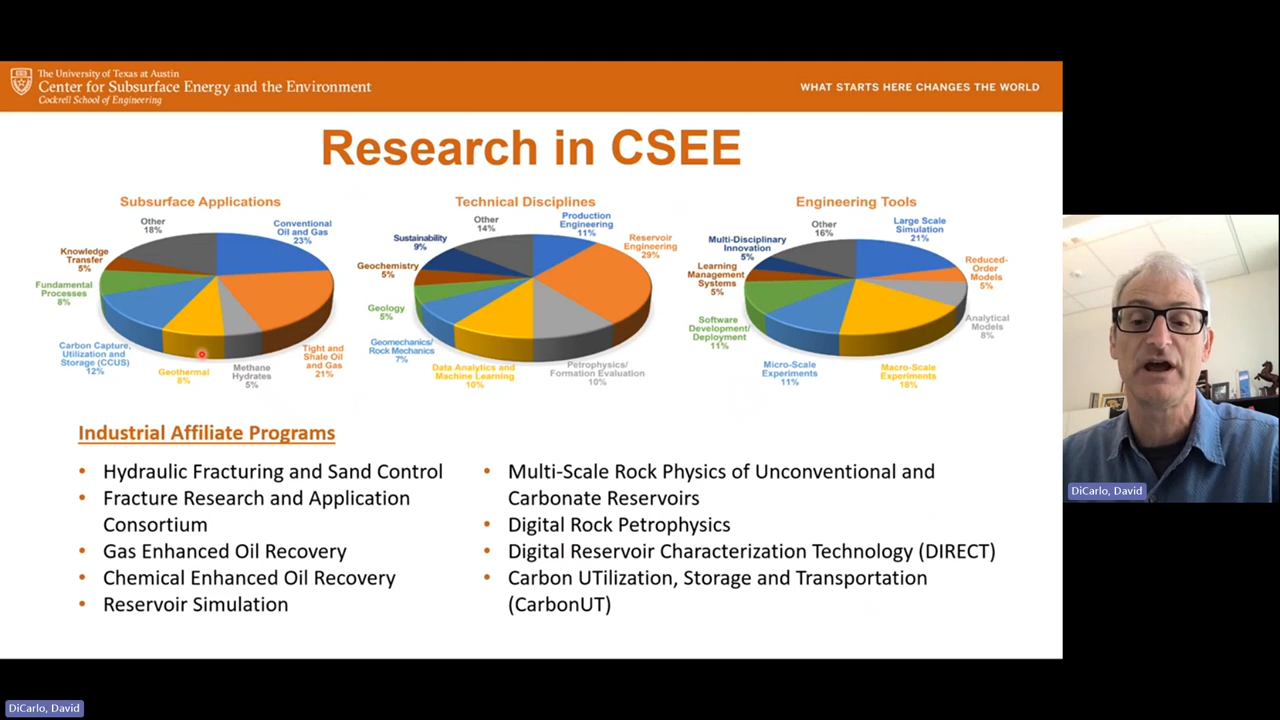 The University of Texas at Austin
Center for Subsurface Energy and the Environment
Cockrell School of Engineering
WHAT STARTS HERE CHANGES THE WORLD
Research in CSEE
Subsurface Applications
Other
18%
Conventional
Oil and Gas
23%
Knowledge
Transfer
5%
Fundamental
Processes
8%
Carbon Capture,
Utilization and
Storage (CCUS)
12%
Geothermal
8%
Methane
Hydrates
5%
Tight and
Shale Oil
and Gas
21%
Technical Disciplines
Other
14%
Production
Engineering
11%
Sustainability
9%
Reservoir
Engineering
29%
Geochemistry
5%
Geology
5%
Geomechanics/
Rock Mechanics
7%
Data Analytics and
Machine Learning
10%
Petrophysics/
Formation Evaluation
10%
Engineering Tools
Other
16%
Large Scale
Simulation
21%
Multi-Disciplinary
Innovation
5%
Reduced-
Order
Models
5%
Learning
Management
Systems
5%
Analytical
Models
8%
Software
Development/
Deployment
11%
Micro-Scale
Experiments
11%
Macro-Scale
Experiments
18%
Industrial Affiliate Programs
• Hydraulic Fracturing and Sand Control
• Fracture Research and Application
Consortium
• Gas Enhanced Oil Recovery
• Chemical Enhanced Oil Recovery
• Reservoir Simulation
• Multi-Scale Rock Physics of Unconventional and
Carbonate Reservoirs
• Digital Rock Petrophysics
• Digital Reservoir Characterization Technology (DIRECT)
• Carbon UTilization, Storage and Transportation
(CarbonUT)
DiCarlo, David
DiCarlo, David